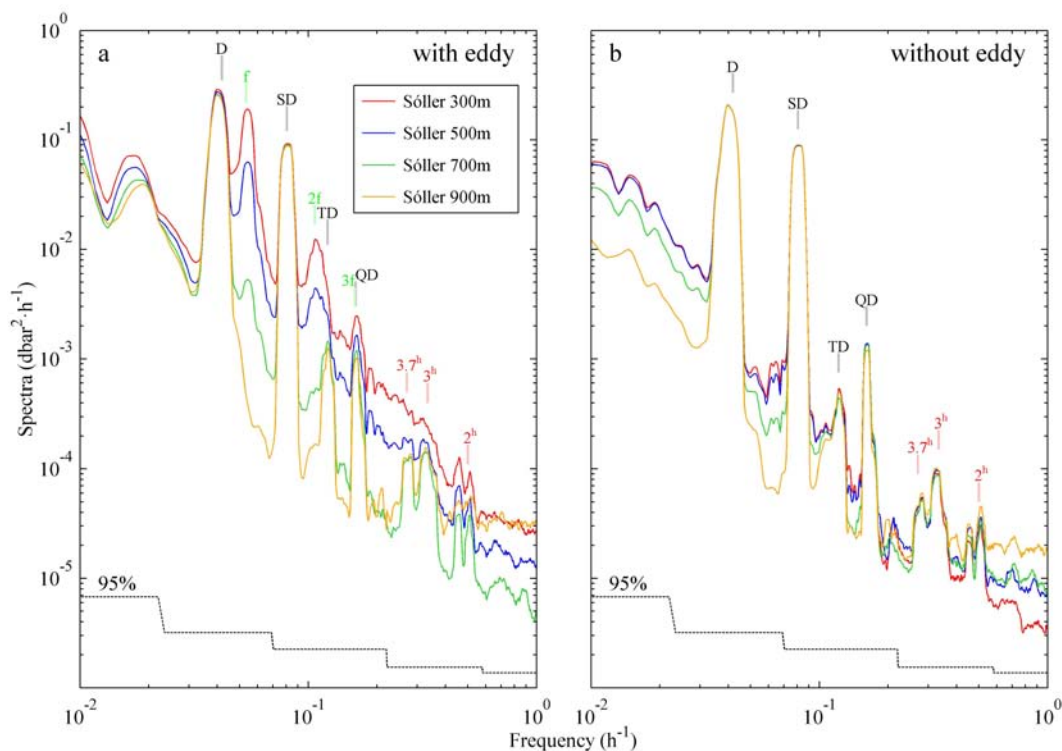 a
with eddy
D
f
SD
2f
TD
3f
QD
3.7h
3h
2h
Sóller 300m
Sóller 500m
Sóller 700m
Sóller 900m
95%
b
without eddy
D
SD
TD
QD
3.7h
3h
2h
95%
Spectra (dbar²·h⁻¹)
10⁰
10⁻¹
10⁻²
10⁻³
10⁻⁴
10⁻⁵
10⁻²
10⁻¹
10⁰
10⁻²
10⁻¹
10⁰
Frequency (h⁻¹)